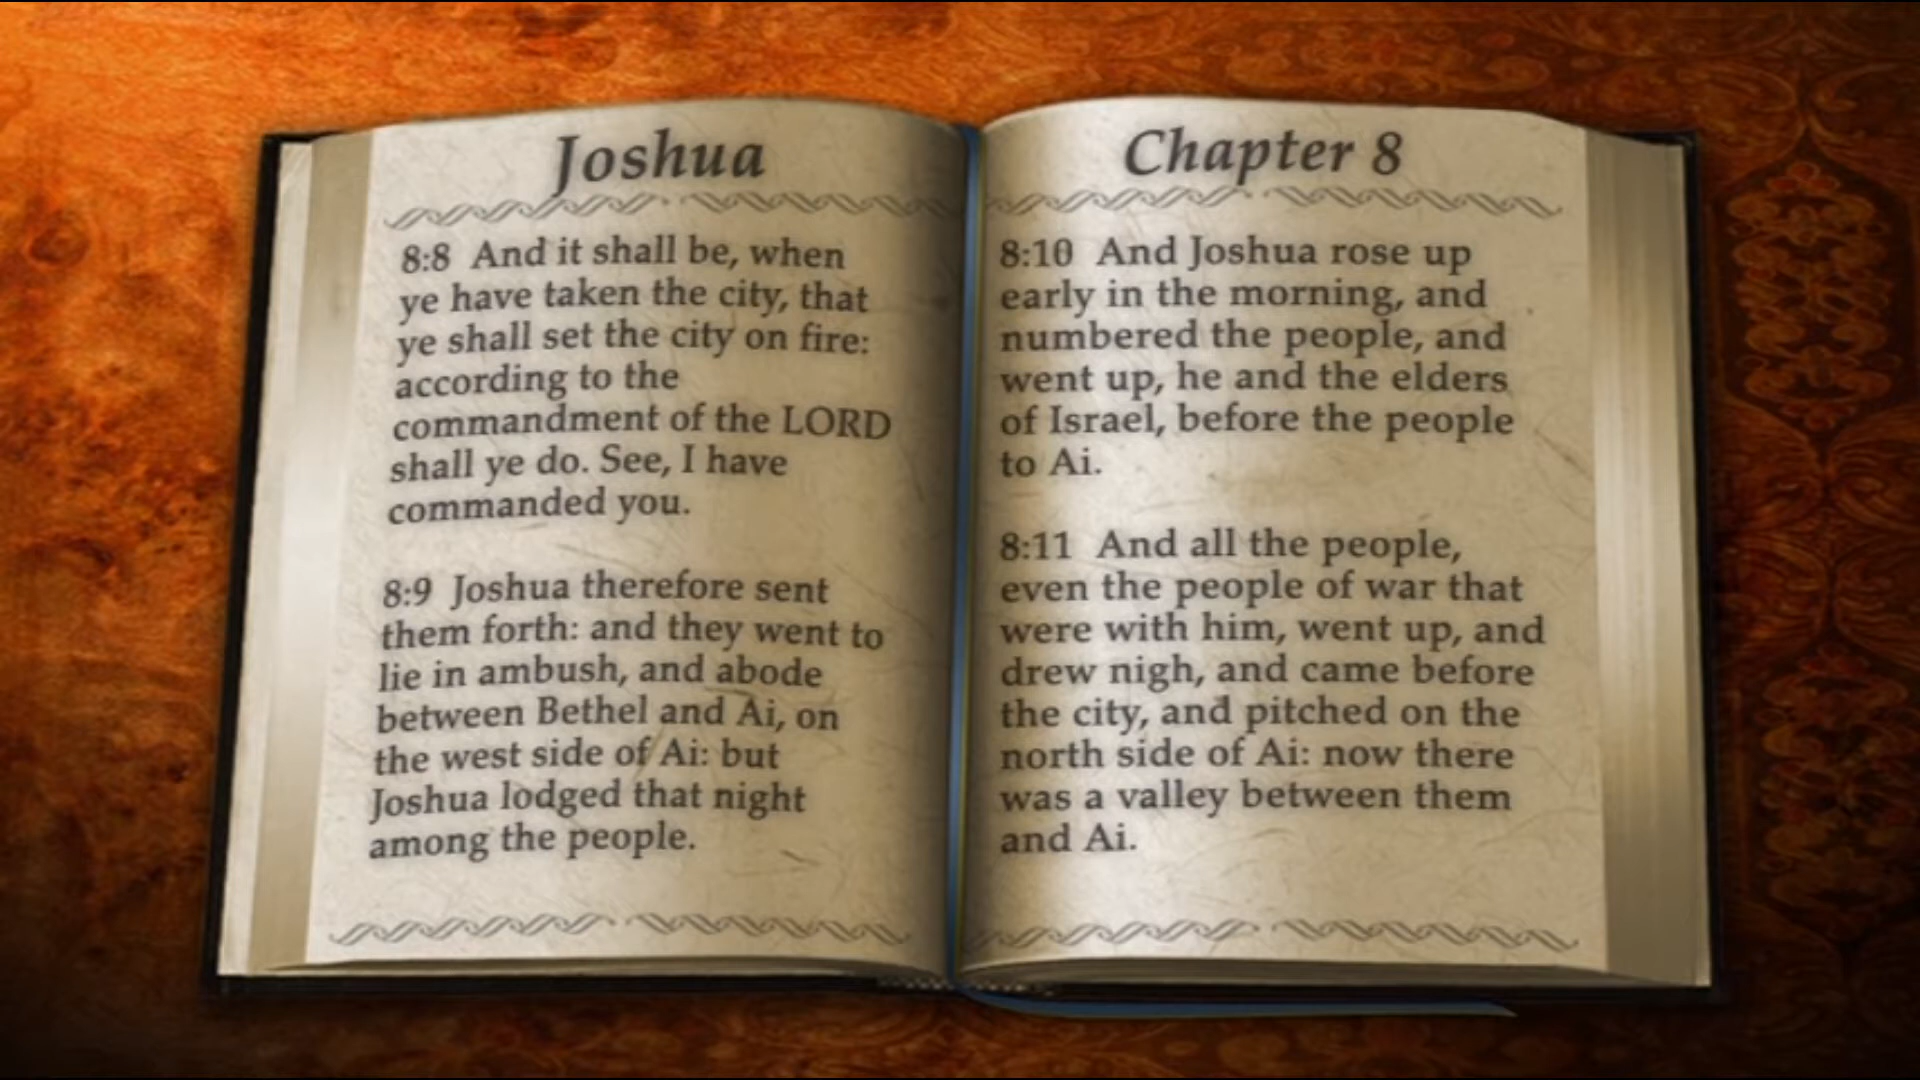 Joshua
8:8 And it shall be, when
ye have taken the city, that
ye shall set the city on fire:
according to the
commandment of the LORD
shall ye do. See, I have
commanded you.
8:9 Joshua therefore sent
them forth: and they went to
lie in ambush, and abode
between Bethel and Ai, on
the west side of Ai: but
Joshua lodged that night
among the people.
Chapter 8
8:10 And Joshua rose up
early in the morning, and
numbered the people, and
went up, he and the elders
of Israel, before the people
to Ai.
8:11 And all the people,
even the people of war that
were with him, went up, and
drew nigh, and came before
the city, and pitched on the
north side of Ai: now there
was a valley between them
and Ai.